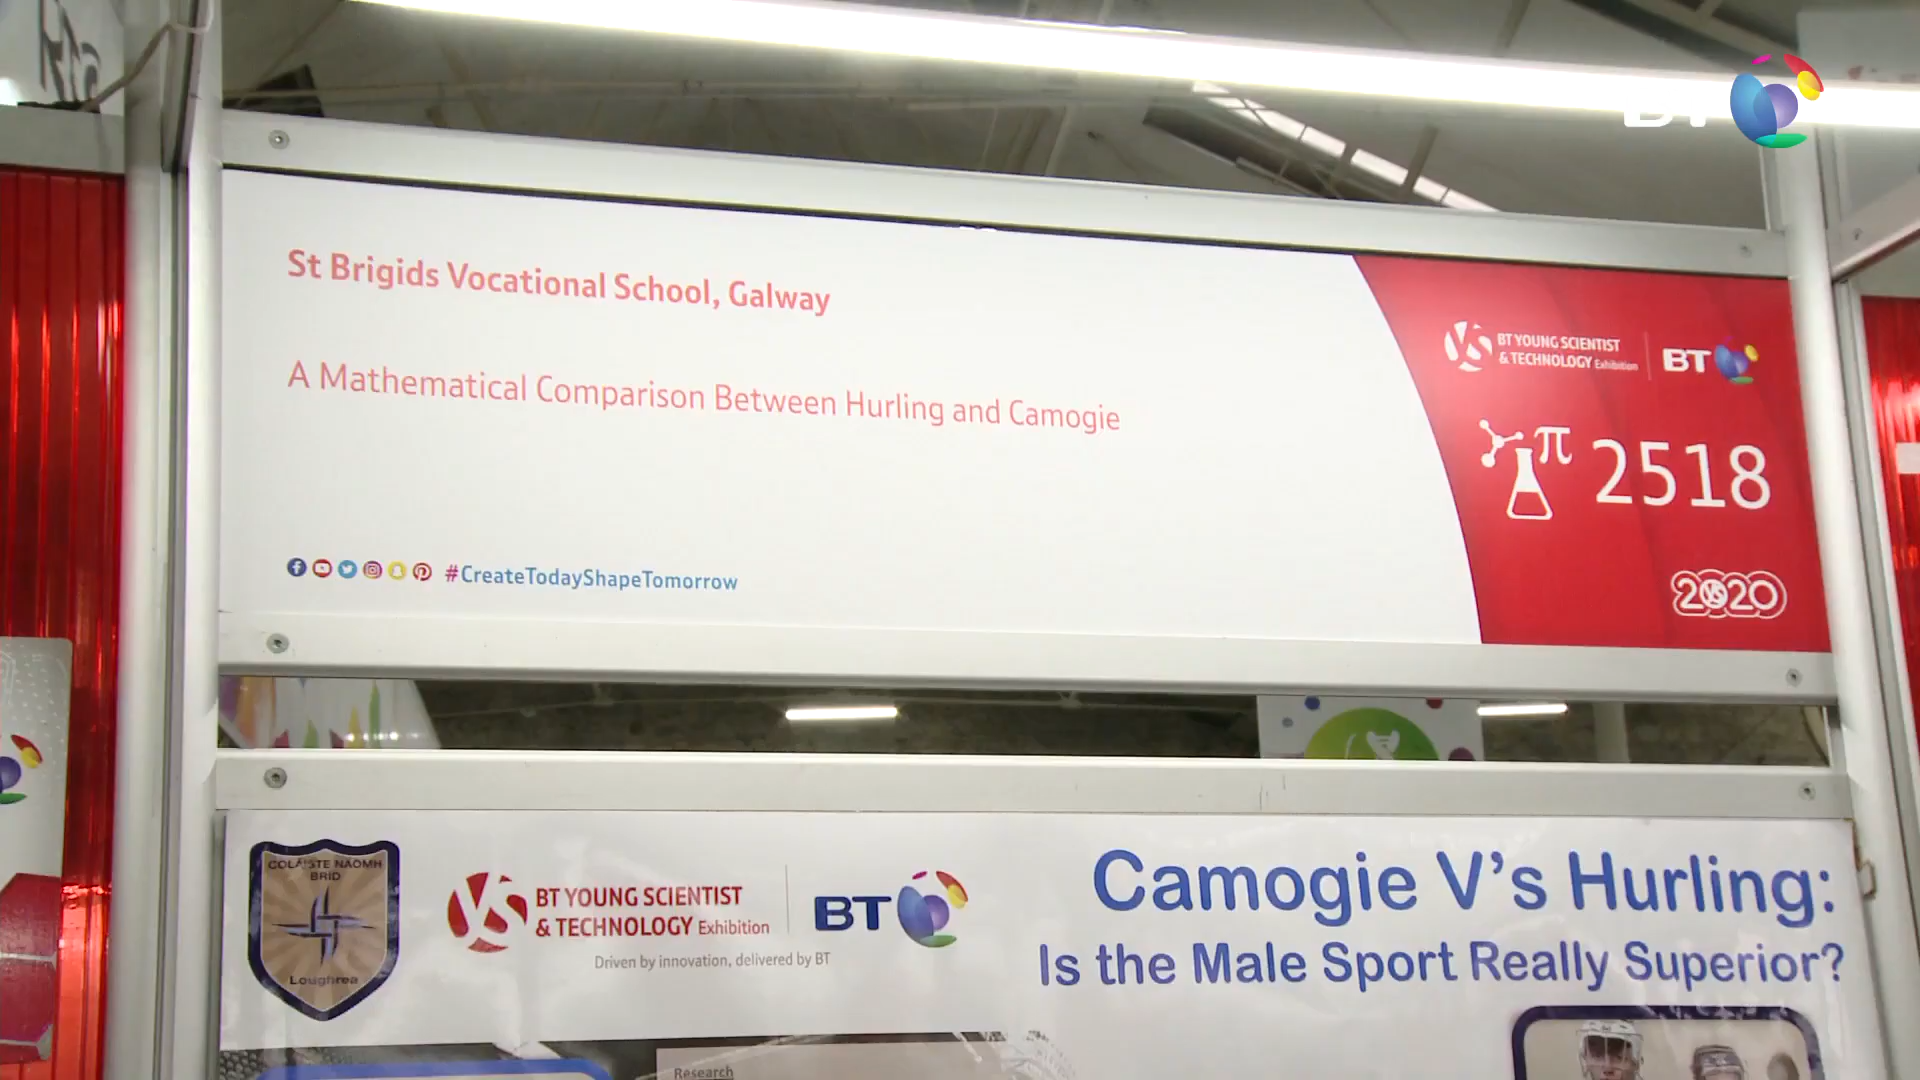 BT
St Brigids Vocational School, Galway
A Mathematical Comparison Between Hurling and Camogie
#CreateTodayShapeTomorrow
BT YOUNG SCIENTIST
& TECHNOLOGY Exhibition
BT
π 2518
2020
COLÁISTE NAOMH
BRÍD
Loughrea
BT YOUNG SCIENTIST
& TECHNOLOGY Exhibition
Driven by innovation, delivered by BT
BT
Camogie V's Hurling:
Is the Male Sport Really Superior?
Research